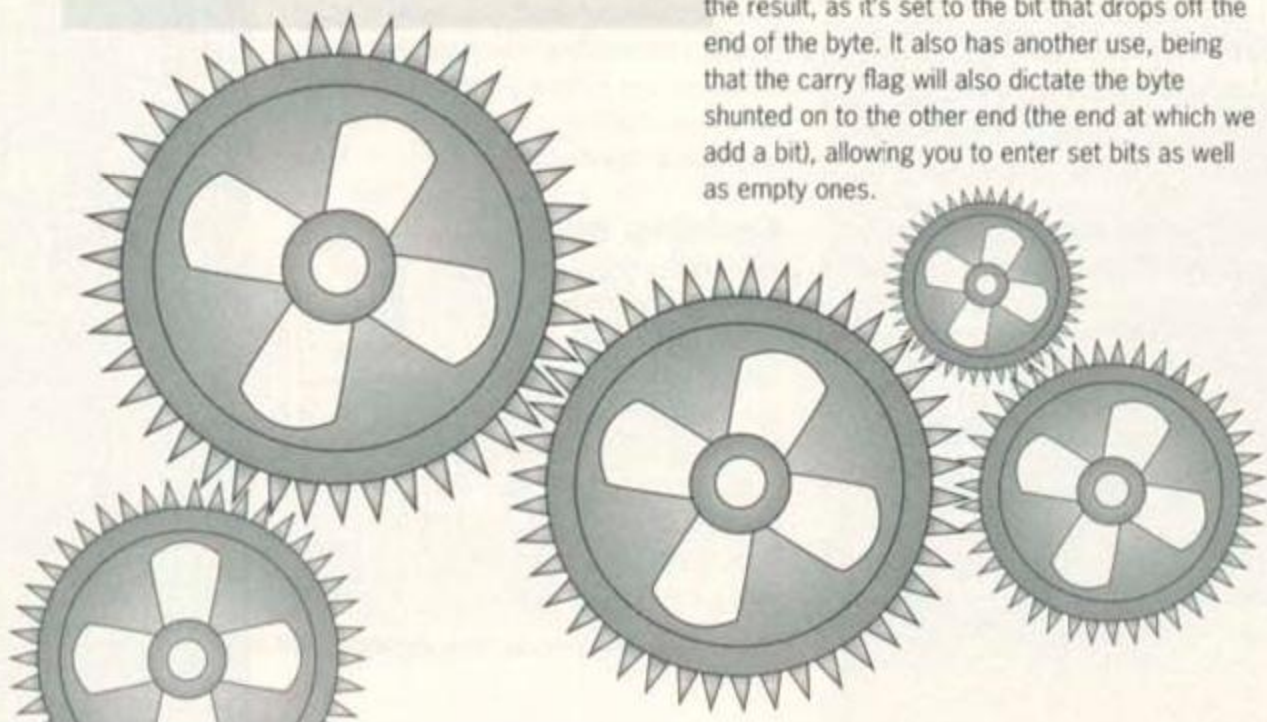 the result, as it's set to the bit that drops off the
end of the byte. It also has another use, being
that the carry flag will also dictate the byte
shunted on to the other end (the end at which we
add a bit), allowing you to enter set bits as well
as empty ones.